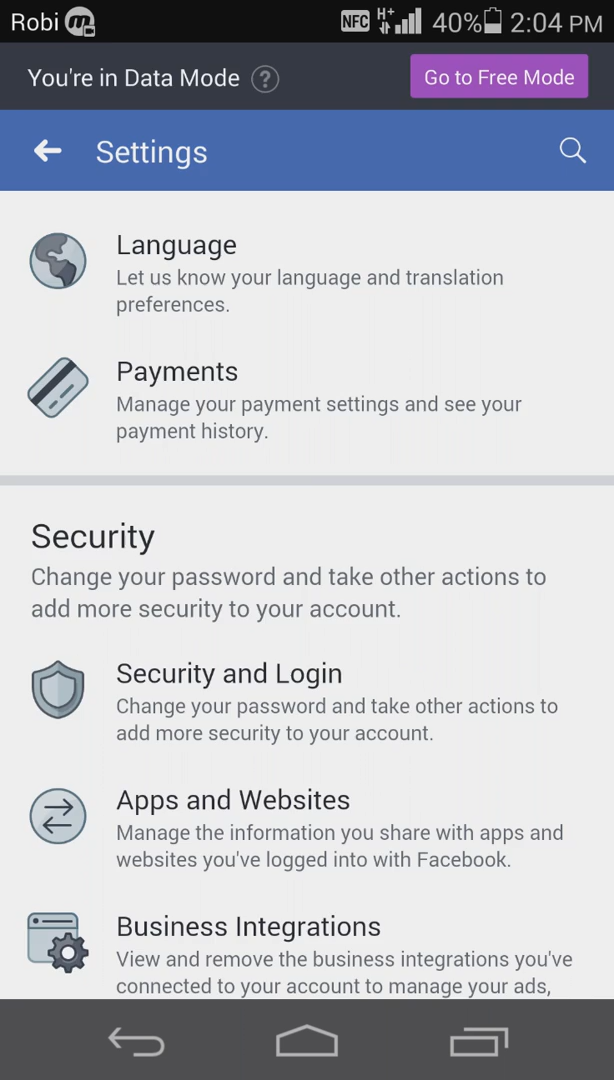 Robi NFC H+ 40% 2:04 PM
You're in Data Mode ? Go to Free Mode
Settings
Language
Let us know your language and translation
preferences.
Payments
Manage your payment settings and see your
payment history.
Security
Change your password and take other actions to
add more security to your account.
Security and Login
Change your password and take other actions to
add more security to your account.
Apps and Websites
Manage the information you share with apps and
websites you've logged into with Facebook.
Business Integrations
View and remove the business integrations you've
connected to your account to manage your ads,